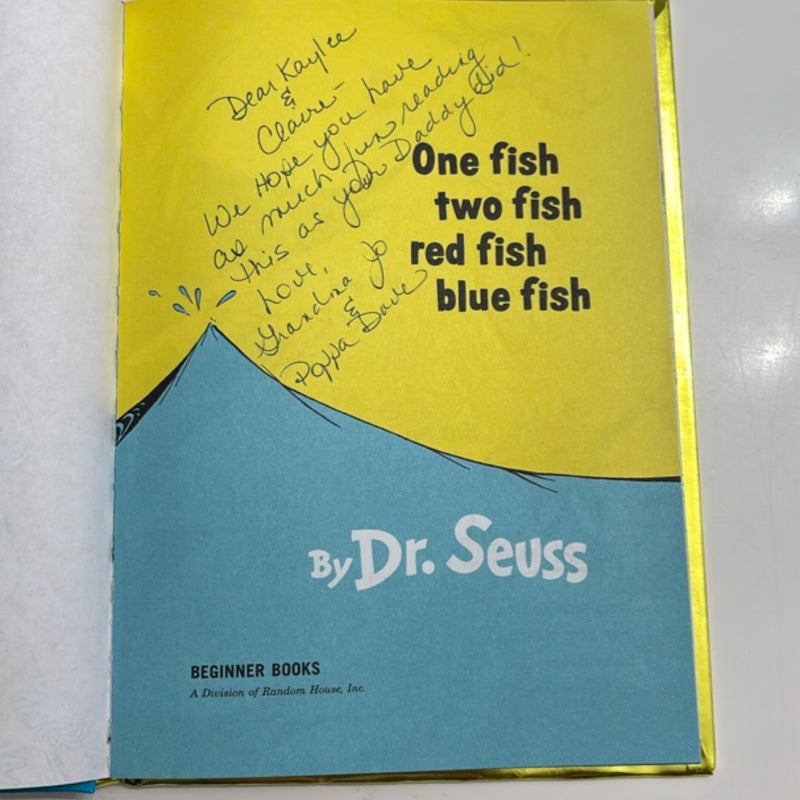 Dear Kaylee
&
Claire -
We Hope you have
as much fun reading
this as your Daddy did!
Love,
Grandma Jo
&
Poppa Dave
One fish
two fish
red fish
blue fish
By Dr. Seuss
BEGINNER BOOKS
A Division of Random House, Inc.